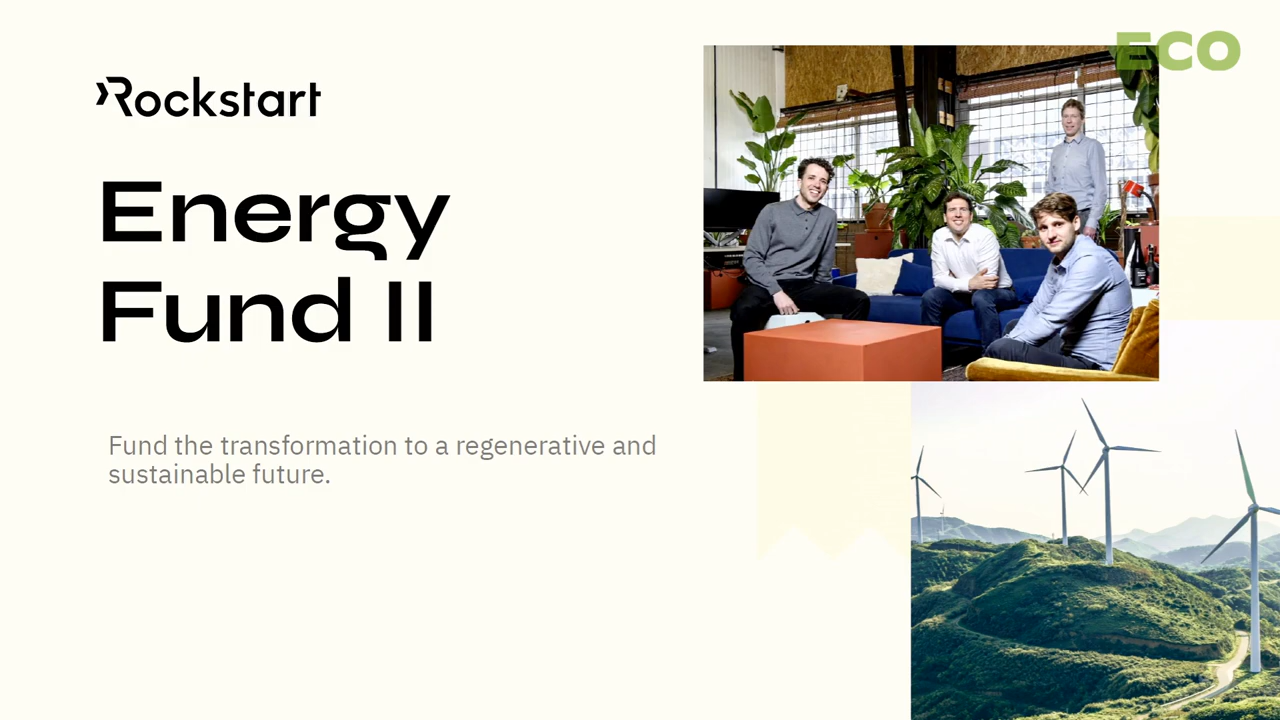 ECO
Rockstart
Energy
Fund II
Fund the transformation to a regenerative and
sustainable future.